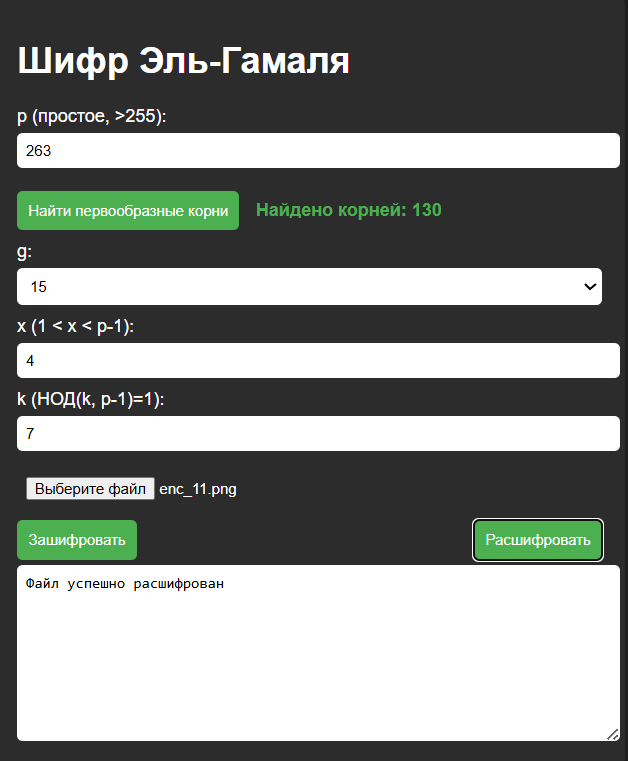 Шифр Эль-Гамаля
p (простое, >255):
263
Найти первообразные корни Найдено корней: 130
g:
15
x (1 < x < p-1):
4
k (НОД(k, p-1)=1):
7
Выберите файл enc_11.png
Зашифровать Расшифровать
Файл успешно расшифрован